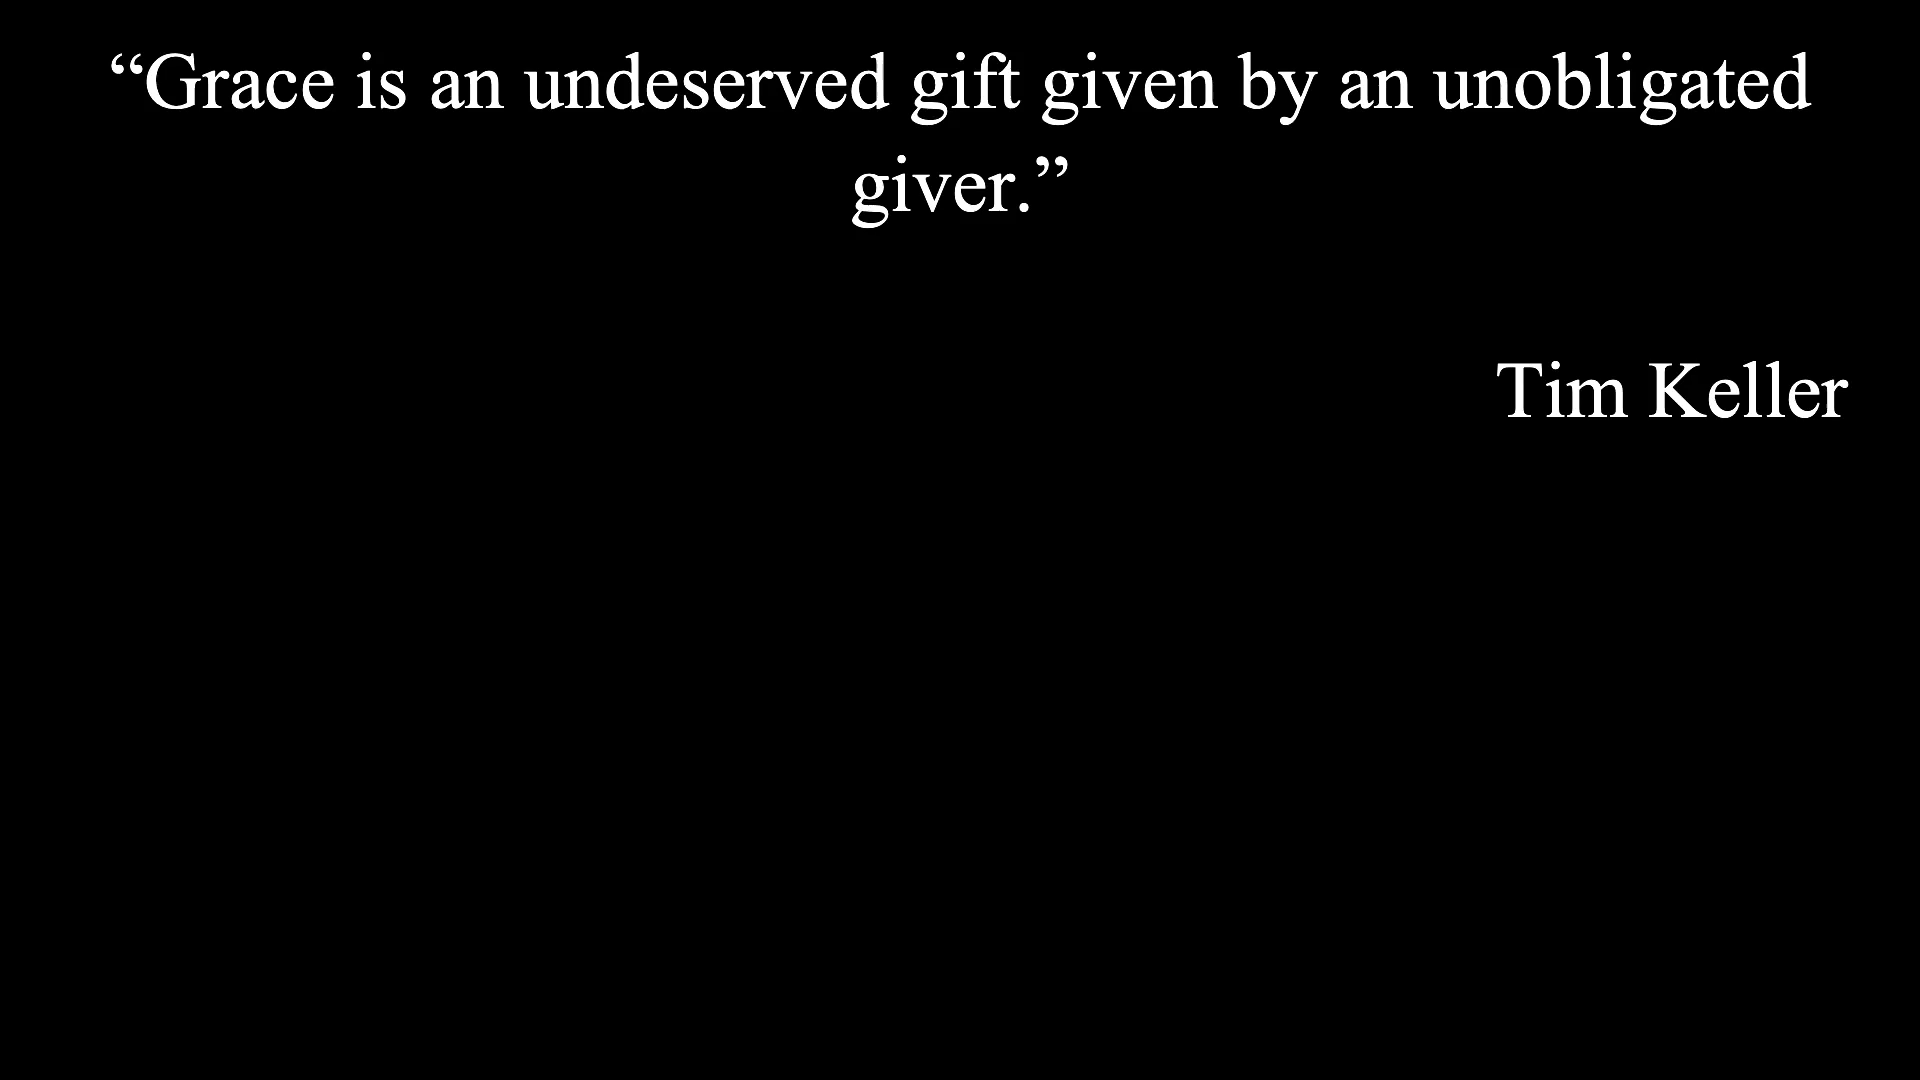 “Grace is an undeserved gift given by an unobligated
giver.”
Tim Keller